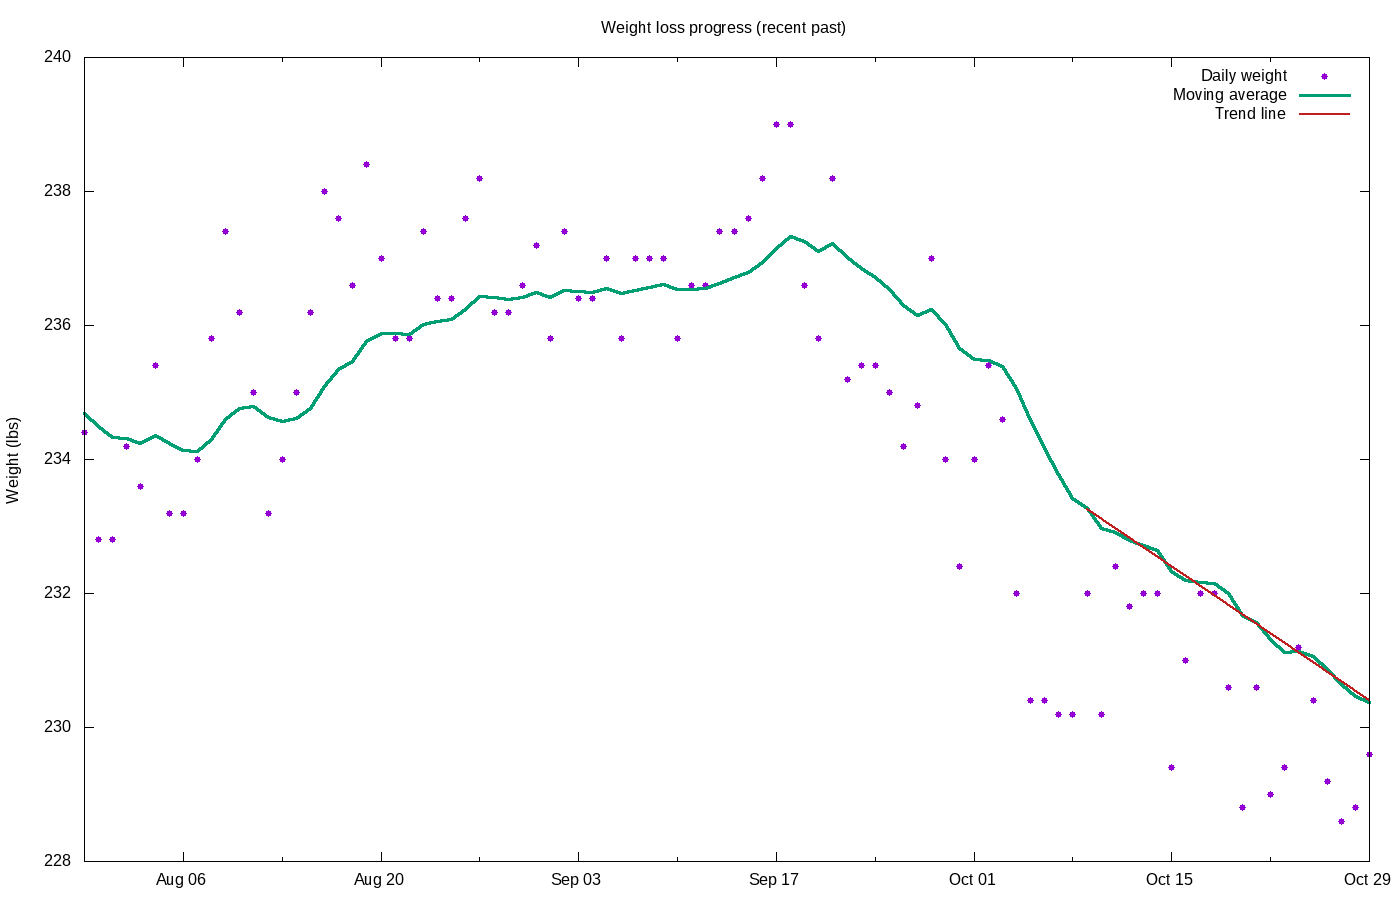 Weight loss progress (recent past)
Daily weight
Moving average
Trend line
Weight (lbs)
240
238
236
234
232
230
228
Aug 06
Aug 20
Sep 03
Sep 17
Oct 01
Oct 15
Oct 29